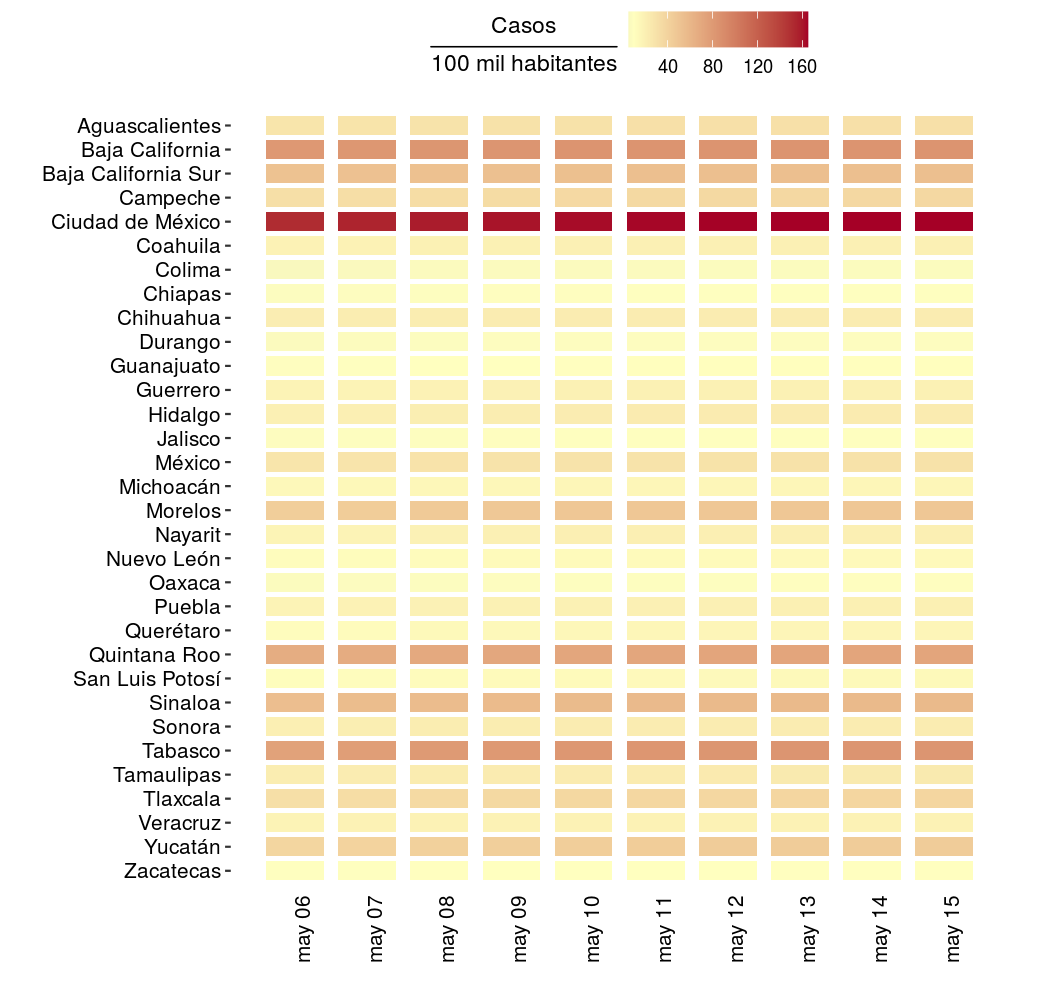 Casos
100 mil habitantes
40 80 120 160
Aguascalientes
Baja California
Baja California Sur
Campeche
Ciudad de México
Coahuila
Colima
Chiapas
Chihuahua
Durango
Guanajuato
Guerrero
Hidalgo
Jalisco
México
Michoacán
Morelos
Nayarit
Nuevo León
Oaxaca
Puebla
Querétaro
Quintana Roo
San Luis Potosí
Sinaloa
Sonora
Tabasco
Tamaulipas
Tlaxcala
Veracruz
Yucatán
Zacatecas
may 06
may 07
may 08
may 09
may 10
may 11
may 12
may 13
may 14
may 15